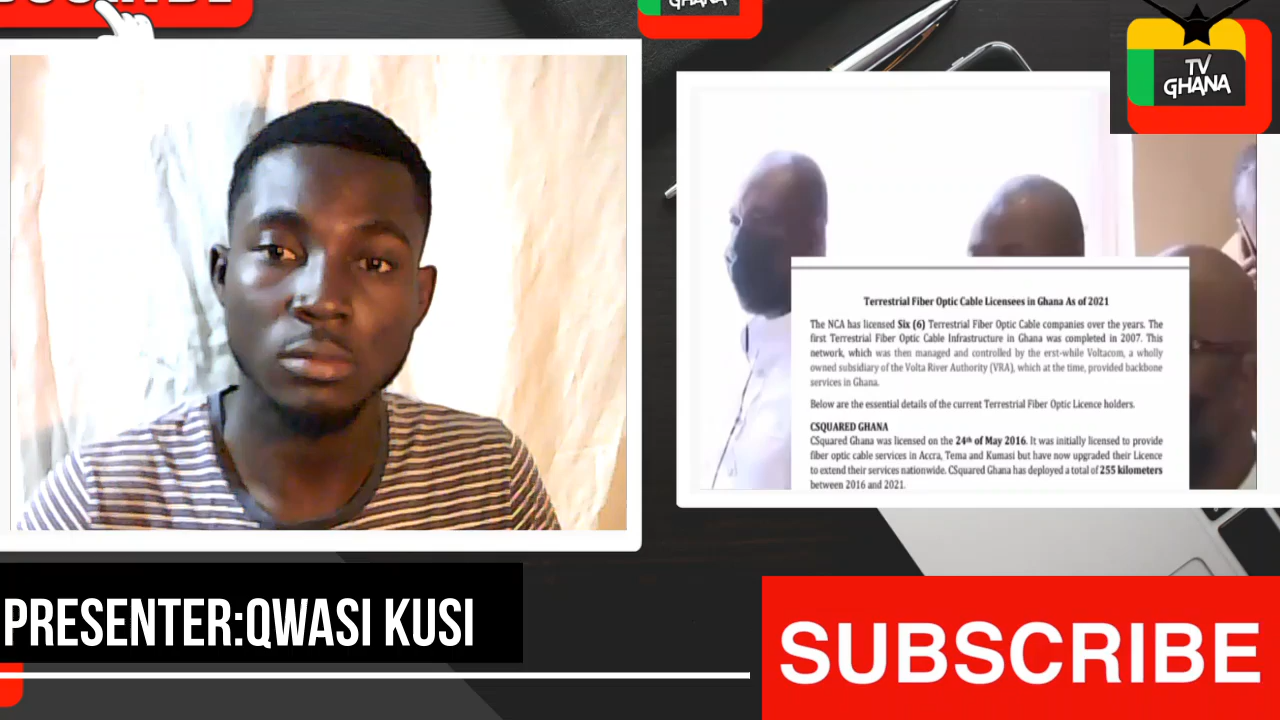 GHANA
TV
GHANA
Terrestrial Fiber Optic Cable Licensees in Ghana As of 2021
The NCA has licensed Six (6) Terrestrial Fiber Optic Cable companies over the years. The
first Terrestrial Fiber Optic Cable Infrastructure in Ghana was completed in 2007. This
network, which was then managed and controlled by the erst-while Voltacom, a wholly
owned subsidiary of the Volta River Authority (VRA), which at the time, provided backbone
services in Ghana.
Below are the essential details of the current Terrestrial Fiber Optic Licence holders.
CSQUARED GHANA
CSquared Ghana was licensed on the 24th of May 2016. It was initially licensed to provide
fiber optic cable services in Accra, Tema and Kumasi but have now upgraded their Licence
to extend their services nationwide. CSquared Ghana has deployed a total of 255 kilometers
between 2016 and 2021.
PRESENTER:QWASI KUSI
SUBSCRIBE